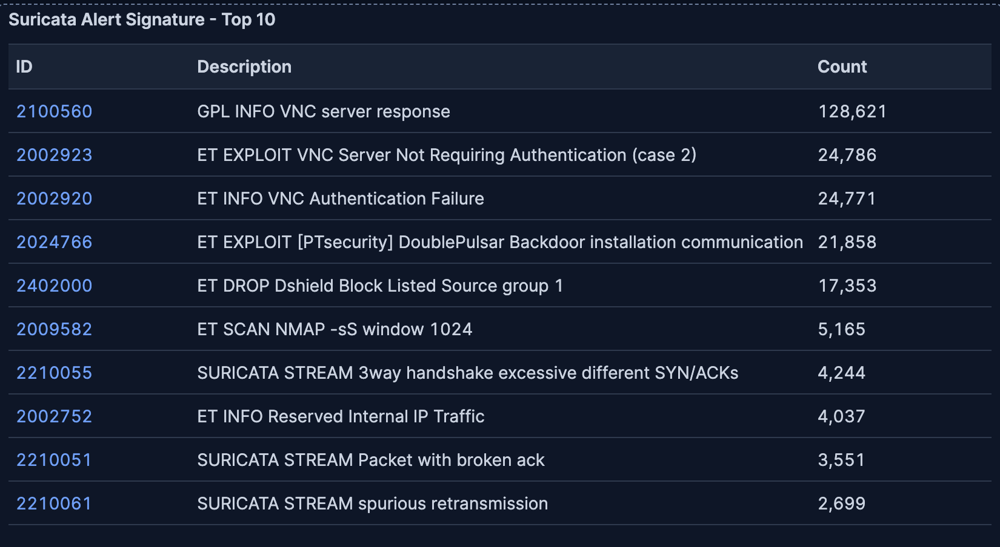 Suricata Alert Signature - Top 10
ID Description Count
2100560 GPL INFO VNC server response 128,621
2002923 ET EXPLOIT VNC Server Not Requiring Authentication (case 2) 24,786
2002920 ET INFO VNC Authentication Failure 24,771
2024766 ET EXPLOIT [PTsecurity] DoublePulsar Backdoor installation communication 21,858
2402000 ET DROP Dshield Block Listed Source group 1 17,353
2009582 ET SCAN NMAP -sS window 1024 5,165
2210055 SURICATA STREAM 3way handshake excessive different SYN/ACKs 4,244
2002752 ET INFO Reserved Internal IP Traffic 4,037
2210051 SURICATA STREAM Packet with broken ack 3,551
2210061 SURICATA STREAM spurious retransmission 2,699